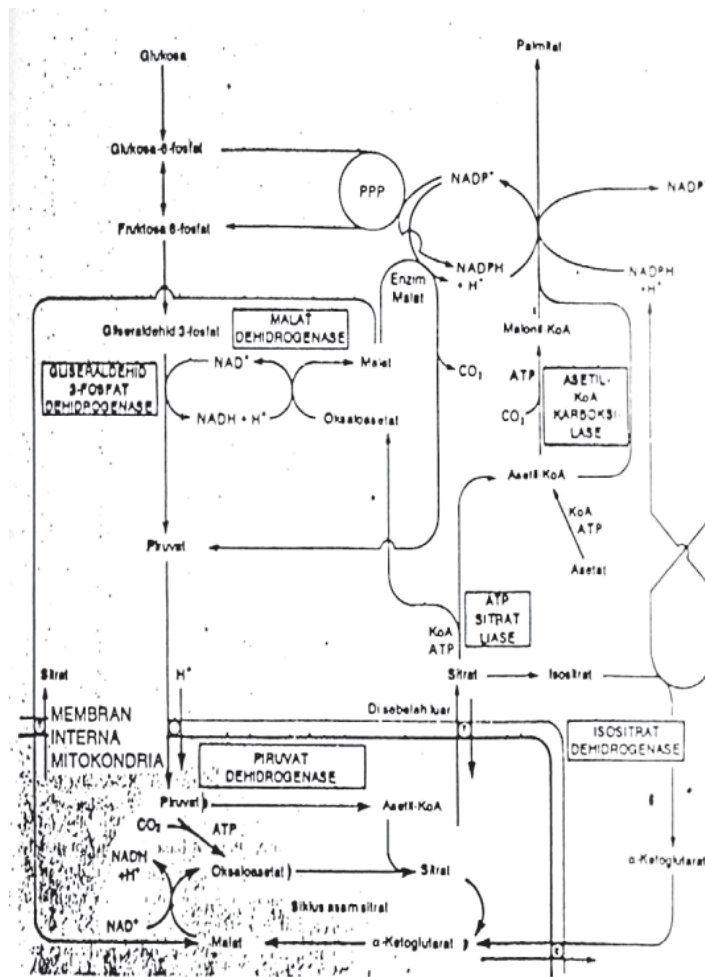 Glukosa
Palmitat
Glukosa-6-fosfat
PPP
NADP⁺
NADP⁺
Fruktosa 6-fosfat
NADPH
+ H⁺
NADPH
+ H⁺
Enzim
Malat
Gliseraldehid 3-fosfat
MALAT
DEHIDROGENASE
Malonil-KoA
NAD⁺
Malat
CO₂
ATP
GLISERALDEHID
3-FOSFAT
DEHIDROGENASE
ASETIL-
KoA
KARBOKSI-
LASE
NADH + H⁺
Oksaloasetat
CO₂
Asetil-KoA
KoA
ATP
Piruvat
Asetat
ATP
SITRAT
LIASE
KoA
ATP
Sitrat
H⁺
Sitrat
Isositrat
Di sebelah luar
MEMBRAN
INTERNA
MITOKONDRIA
ISOSITRAT
DEHIDROGENASE
PIRUVAT
DEHIDROGENASE
Piruvat
Asetil-KoA
CO₂
ATP
NADH
+H⁺
Oksaloasetat
Sitrat
α-Ketoglutarat
Siklus asam sitrat
NAD⁺
Malat
α-Ketoglutarat